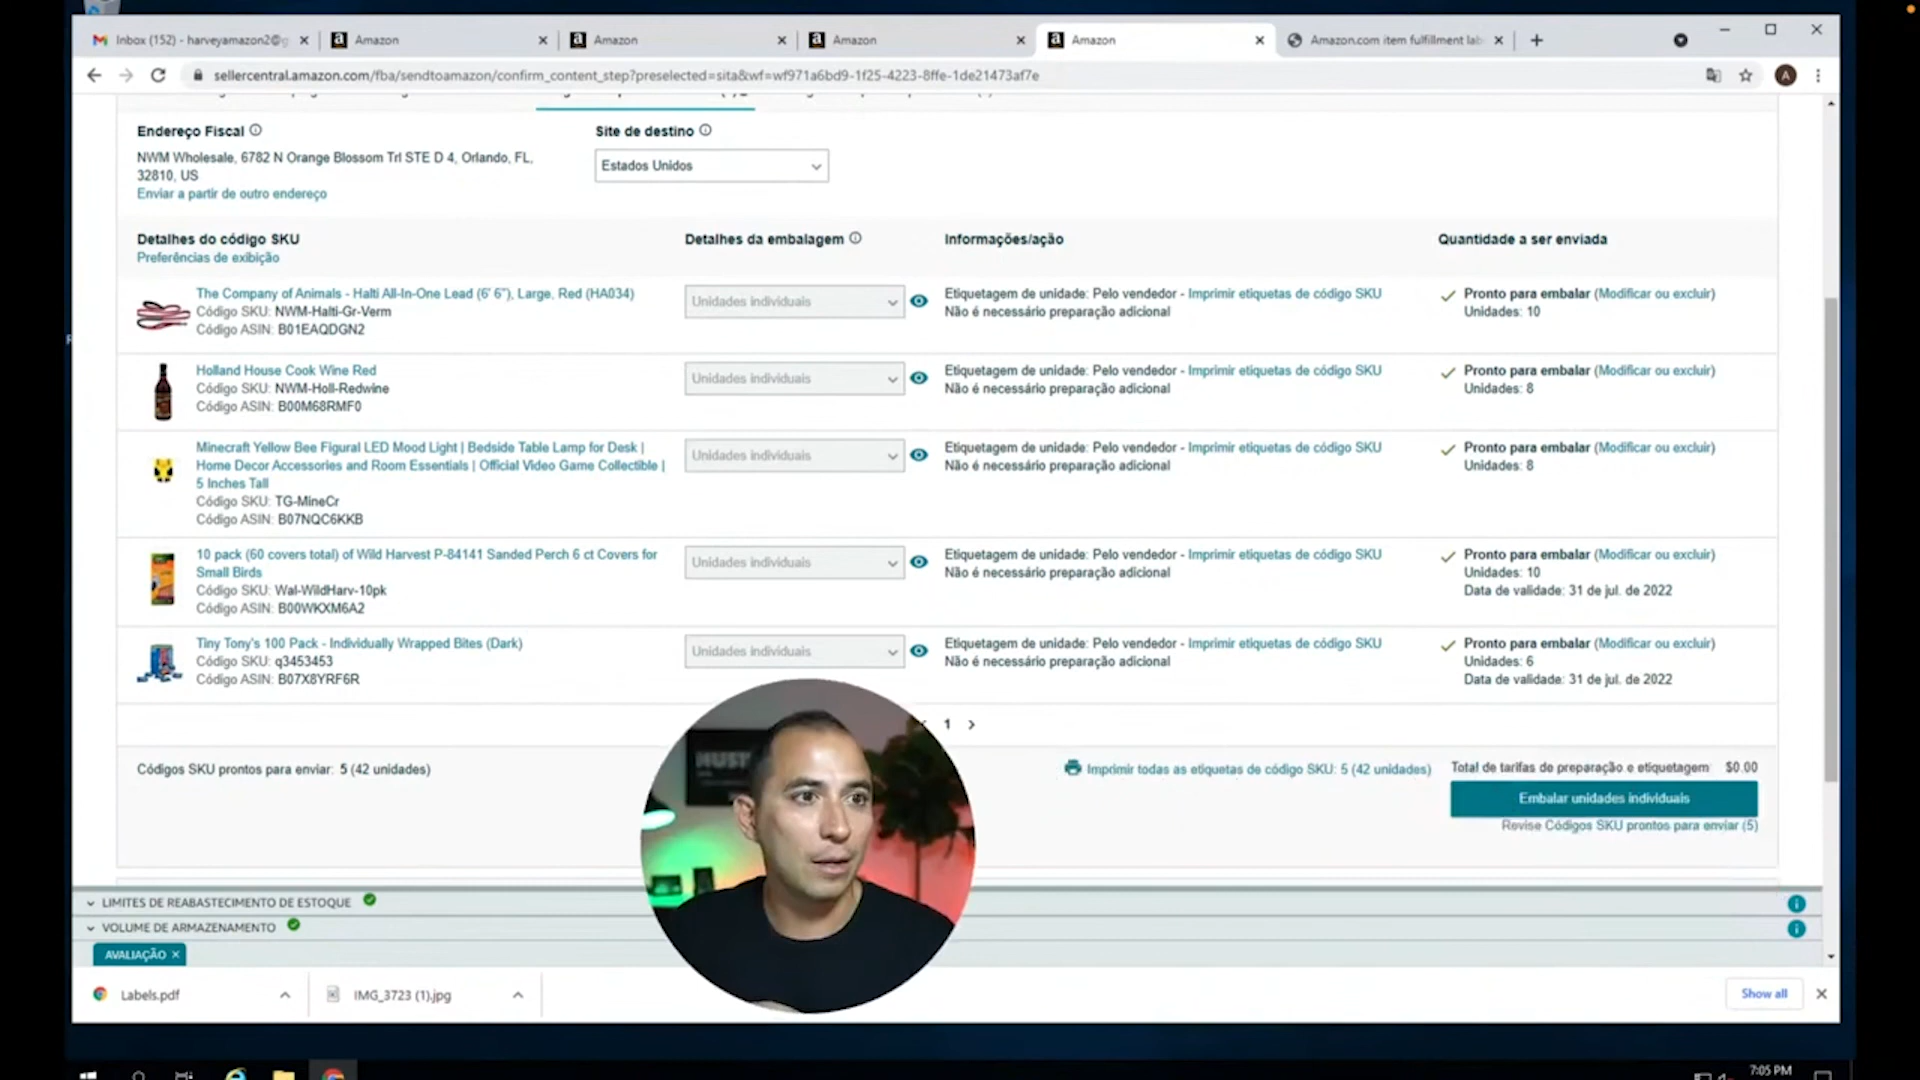 Inbox (152) - harveyamazon2@g
Amazon
Amazon
Amazon
Amazon
Amazon.com item fulfillment lab
sellercentral.amazon.com/fba/sendtoamazon/confirm_content_step?preselected=sita&wf=wf971a6bd9-1f25-4223-8ffe-1de21473af7e
A
Endereço Fiscal
NWM Wholesale, 6782 N Orange Blossom Trl STE D 4, Orlando, FL,
32810, US
Enviar a partir de outro endereço
Site de destino
Estados Unidos
Detalhes do código SKU
Preferências de exibição
Detalhes da embalagem
Informações/ação
Quantidade a ser enviada
The Company of Animals - Halti All-In-One Lead (6' 6"), Large, Red (HA034)
Código SKU: NWM-Halti-Gr-Verm
Código ASIN: B01EAQDGN2
Unidades individuais
Etiquetagem de unidade: Pelo vendedor - Imprimir etiquetas de código SKU
Não é necessário preparação adicional
Pronto para embalar (Modificar ou excluir)
Unidades: 10
Holland House Cook Wine Red
Código SKU: NWM-Holl-Redwine
Código ASIN: B00M68RMF0
Unidades individuais
Etiquetagem de unidade: Pelo vendedor - Imprimir etiquetas de código SKU
Não é necessário preparação adicional
Pronto para embalar (Modificar ou excluir)
Unidades: 8
Minecraft Yellow Bee Figural LED Mood Light | Bedside Table Lamp for Desk |
Home Decor Accessories and Room Essentials | Official Video Game Collectible |
5 Inches Tall
Código SKU: TG-MineCr
Código ASIN: B07NQC6KKB
Unidades individuais
Etiquetagem de unidade: Pelo vendedor - Imprimir etiquetas de código SKU
Não é necessário preparação adicional
Pronto para embalar (Modificar ou excluir)
Unidades: 8
10 pack (60 covers total) of Wild Harvest P-84141 Sanded Perch 6 ct Covers for
Small Birds
Código SKU: Wal-WildHarv-10pk
Código ASIN: B00WKXM6A2
Unidades individuais
Etiquetagem de unidade: Pelo vendedor - Imprimir etiquetas de código SKU
Não é necessário preparação adicional
Pronto para embalar (Modificar ou excluir)
Unidades: 10
Data de validade: 31 de jul. de 2022
Tiny Tony's 100 Pack - Individually Wrapped Bites (Dark)
Código SKU: q3453453
Código ASIN: B07X8YRF6R
Unidades individuais
Etiquetagem de unidade: Pelo vendedor - Imprimir etiquetas de código SKU
Não é necessário preparação adicional
Pronto para embalar (Modificar ou excluir)
Unidades: 6
Data de validade: 31 de jul. de 2022
1
Códigos SKU prontos para enviar: 5 (42 unidades)
Imprimir todas as etiquetas de código SKU: 5 (42 unidades)
Total de tarifas de preparação e etiquetagem $0.00
Embalar unidades individuais
Revise Códigos SKU prontos para enviar (5)
HUST
LIMITES DE REABASTECIMENTO DE ESTOQUE
VOLUME DE ARMAZENAMENTO
AVALIAÇÃO
Labels.pdf
IMG_3723 (1).jpg
Show all
7:05 PM